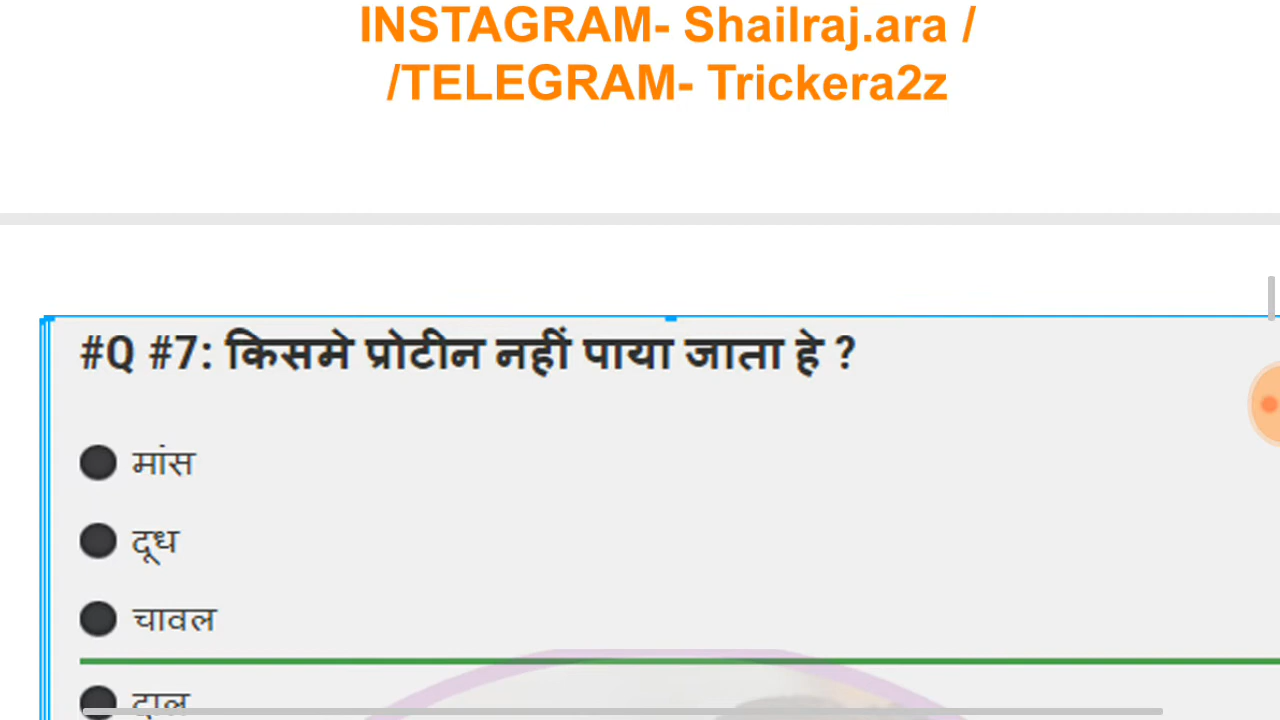 INSTAGRAM- Shailraj.ara /
/TELEGRAM- Trickera2z
#Q #7: किसमे प्रोटीन नहीं पाया जाता हे ?
मांस
दूध
चावल
दाल